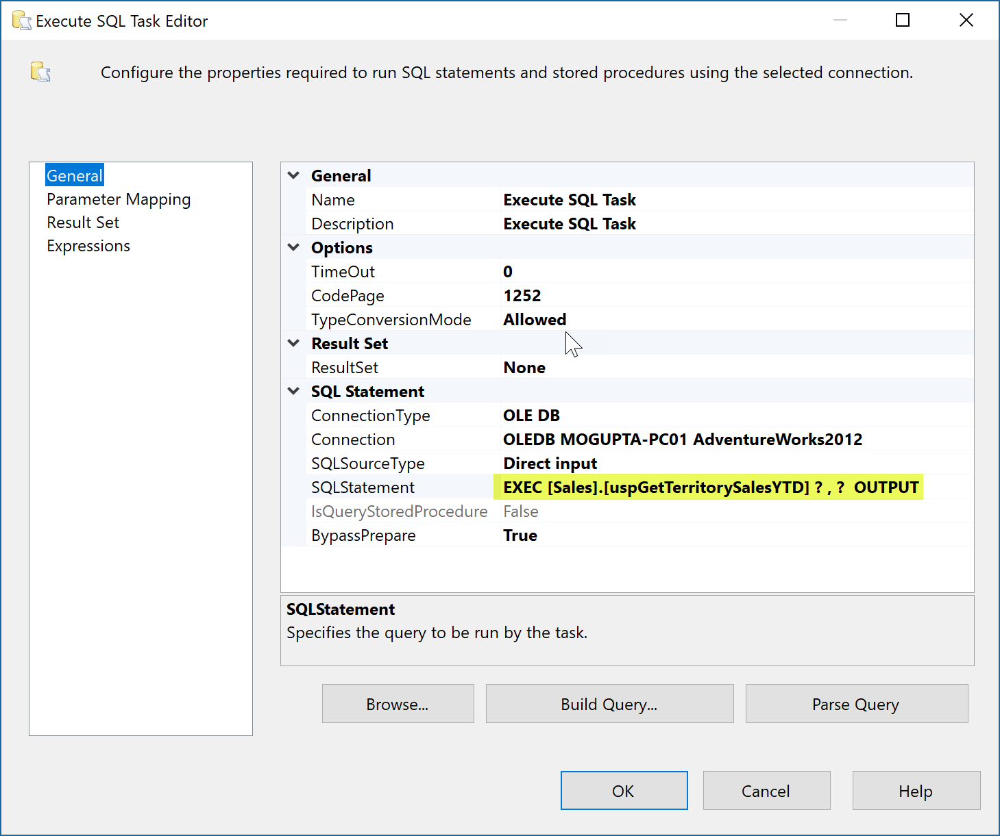 Execute SQL Task Editor
Configure the properties required to run SQL statements and stored procedures using the selected connection.
General
Parameter Mapping
Result Set
Expressions
General
Name Execute SQL Task
Description Execute SQL Task
Options
TimeOut 0
CodePage 1252
TypeConversionMode Allowed
Result Set
ResultSet None
SQL Statement
ConnectionType OLE DB
Connection OLEDB MOGUPTA-PC01 AdventureWorks2012
SQLSourceType Direct input
SQLStatement EXEC [Sales].[uspGetTerritorySalesYTD] ? , ?  OUTPUT
IsQueryStoredProcedure False
BypassPrepare True
SQLStatement
Specifies the query to be run by the task.
Browse... Build Query... Parse Query
OK Cancel Help